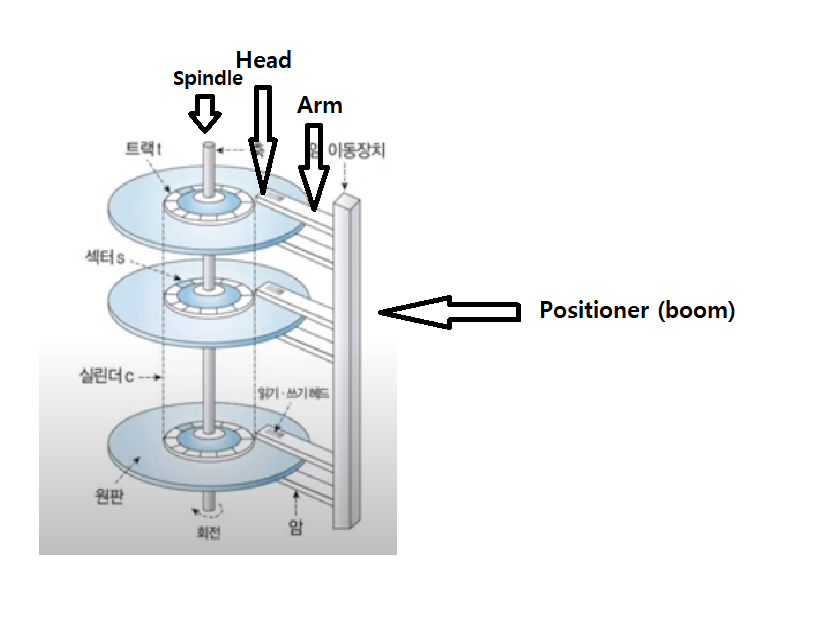 Head
Spindle
Arm
트랙 t
축
암 이동장치
섹터 s
Positioner (boom)
실린더 c
읽기·쓰기 헤드
원판
회전
암